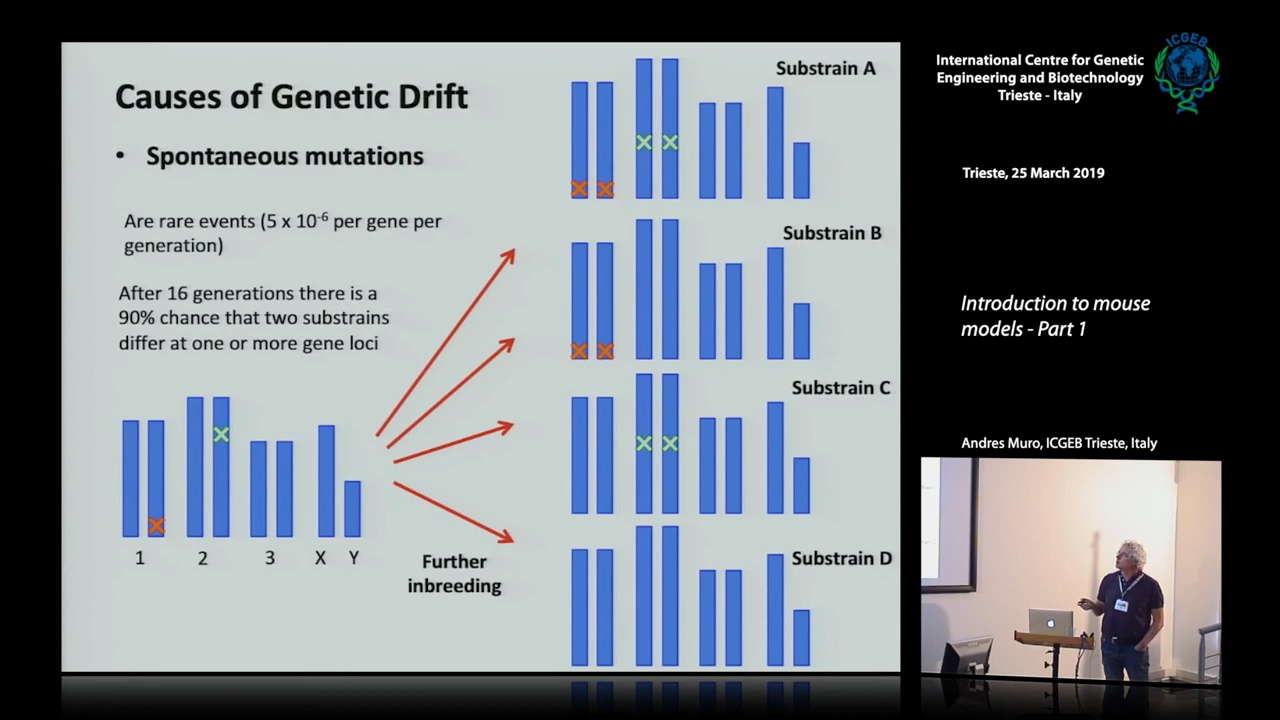 Causes of Genetic Drift
• Spontaneous mutations
Are rare events (5 x 10⁻⁶ per gene per
generation)
After 16 generations there is a
90% chance that two substrains
differ at one or more gene loci
1 2 3 X Y
Further
inbreeding
Substrain A
Substrain B
Substrain C
Substrain D
International Centre for Genetic
Engineering and Biotechnology
Trieste - Italy
ICGEB
Trieste, 25 March 2019
Introduction to mouse
models - Part 1
Andres Muro, ICGEB Trieste, Italy